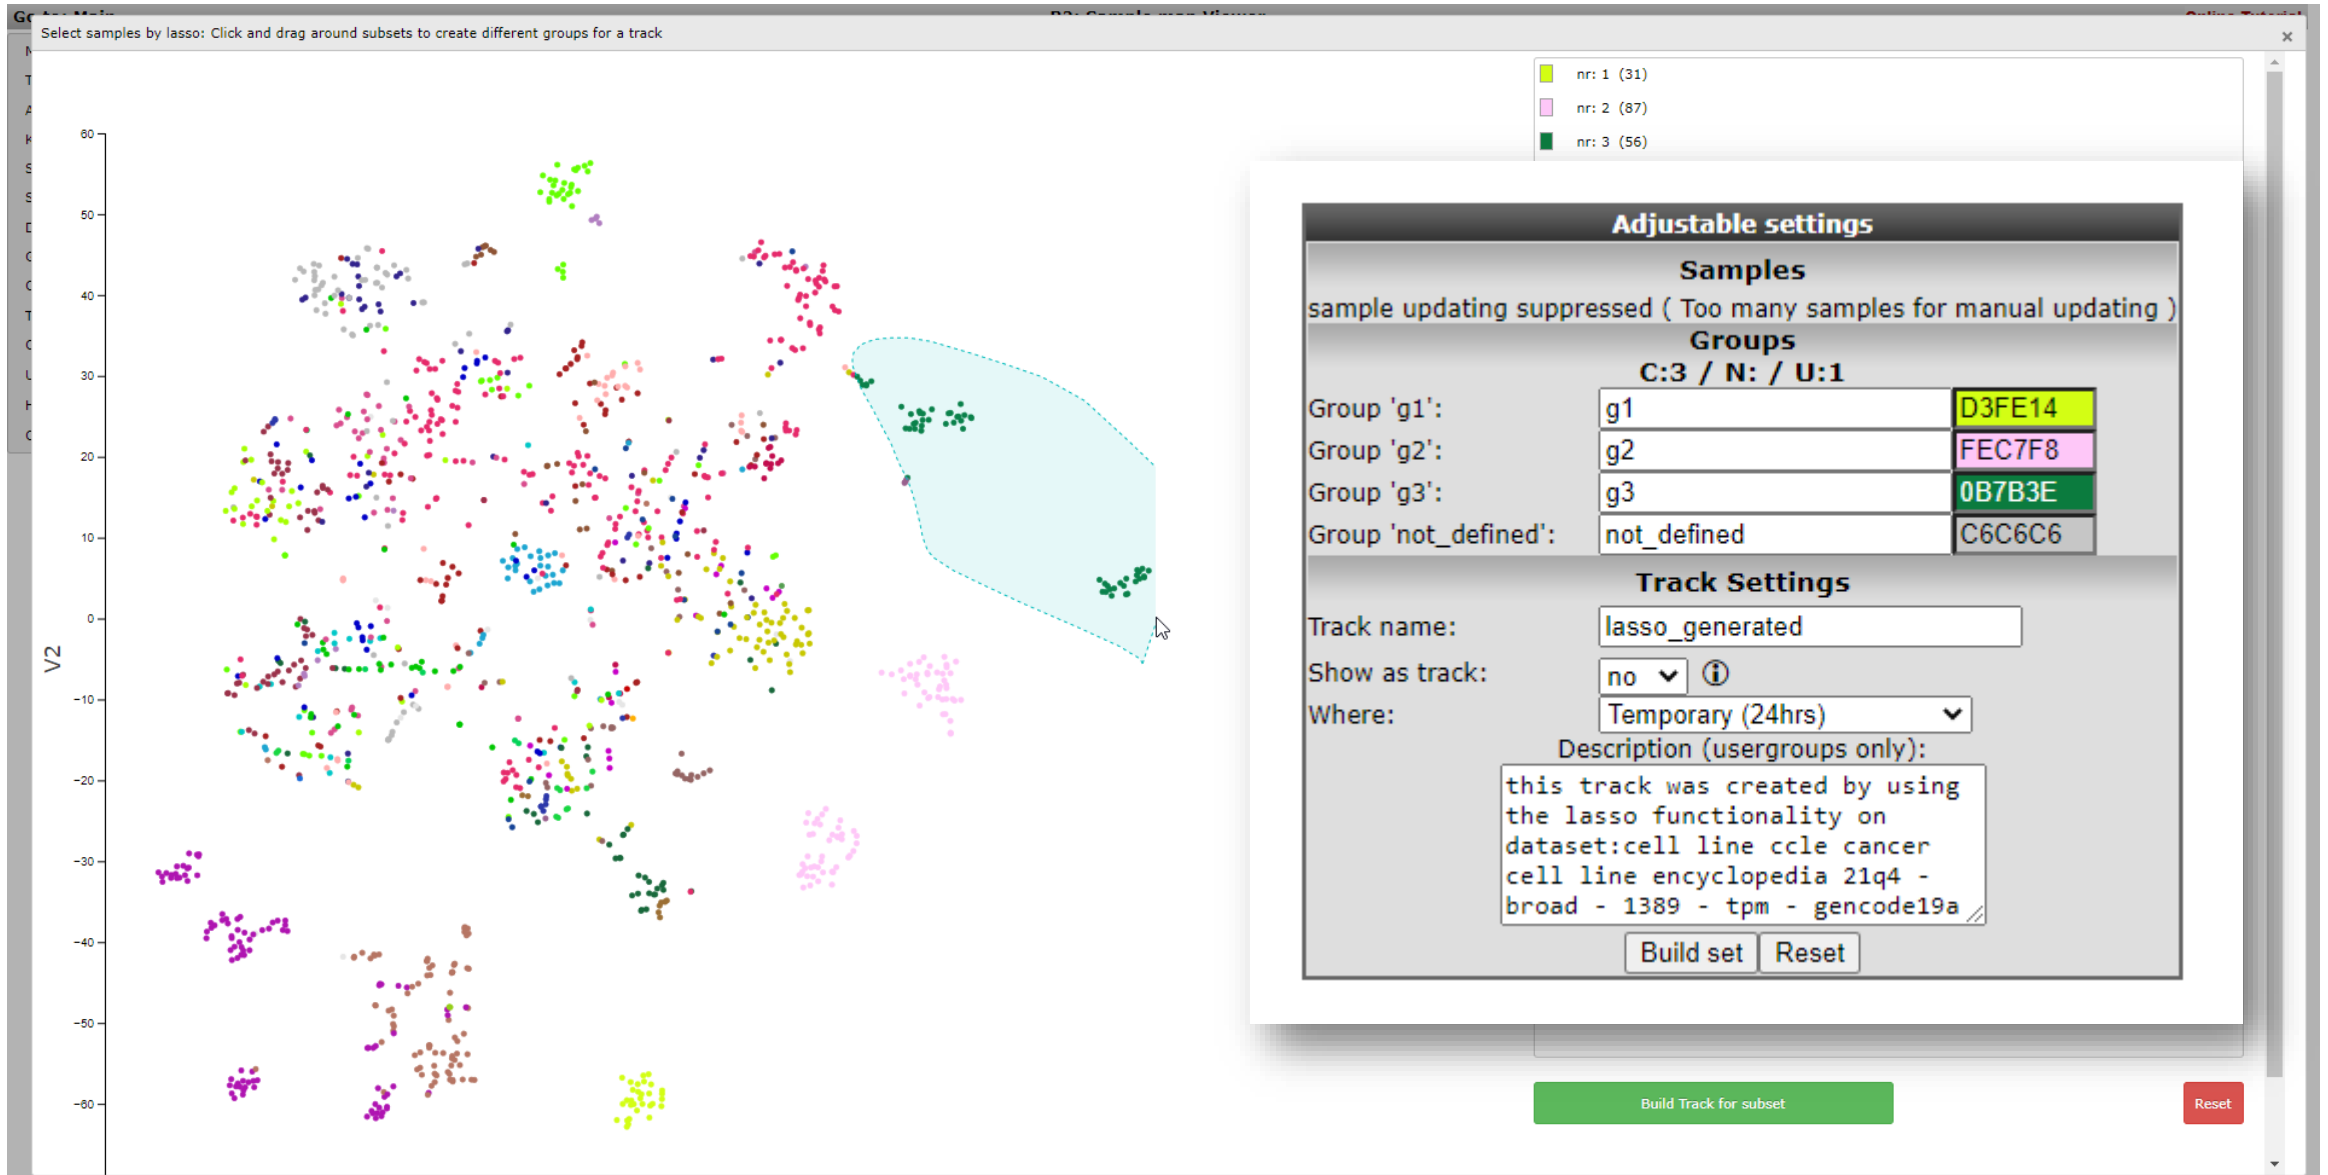 Select samples by lasso: Click and drag around subsets to create different groups for a track
×
nr: 1 (31)
nr: 2 (87)
nr: 3 (56)
60
50
40
30
20
10
0
−10
−20
−30
−40
−50
−60
V2
Adjustable settings
Samples
sample updating suppressed ( Too many samples for manual updating )
Groups
C:3 / N: / U:1
Group 'g1': g1 D3FE14
Group 'g2': g2 FEC7F8
Group 'g3': g3 0B7B3E
Group 'not_defined': not_defined C6C6C6
Track Settings
Track name: lasso_generated
Show as track: no
Where: Temporary (24hrs)
Description (usergroups only):
this track was created by using
the lasso functionality on
dataset:cell line ccle cancer
cell line encyclopedia 21q4 -
broad - 1389 - tpm - gencode19a
Build set Reset
Build Track for subset
Reset